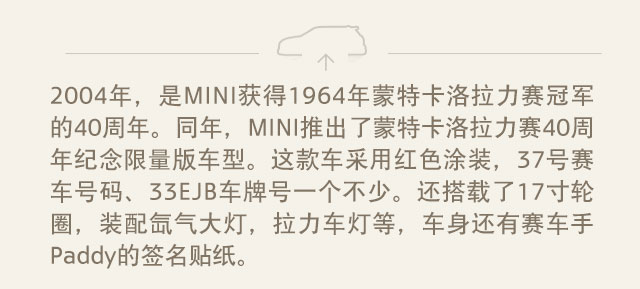 2004年，是MINI获得1964年蒙特卡洛拉力赛冠军
的40周年。同年，MINI推出了蒙特卡洛拉力赛40周
年纪念限量版车型。这款车采用红色涂装，37号赛
车号码、33EJB车牌号一个不少。还搭载了17寸轮
圈，装配氙气大灯，拉力车灯等，车身还有赛车手
Paddy的签名贴纸。